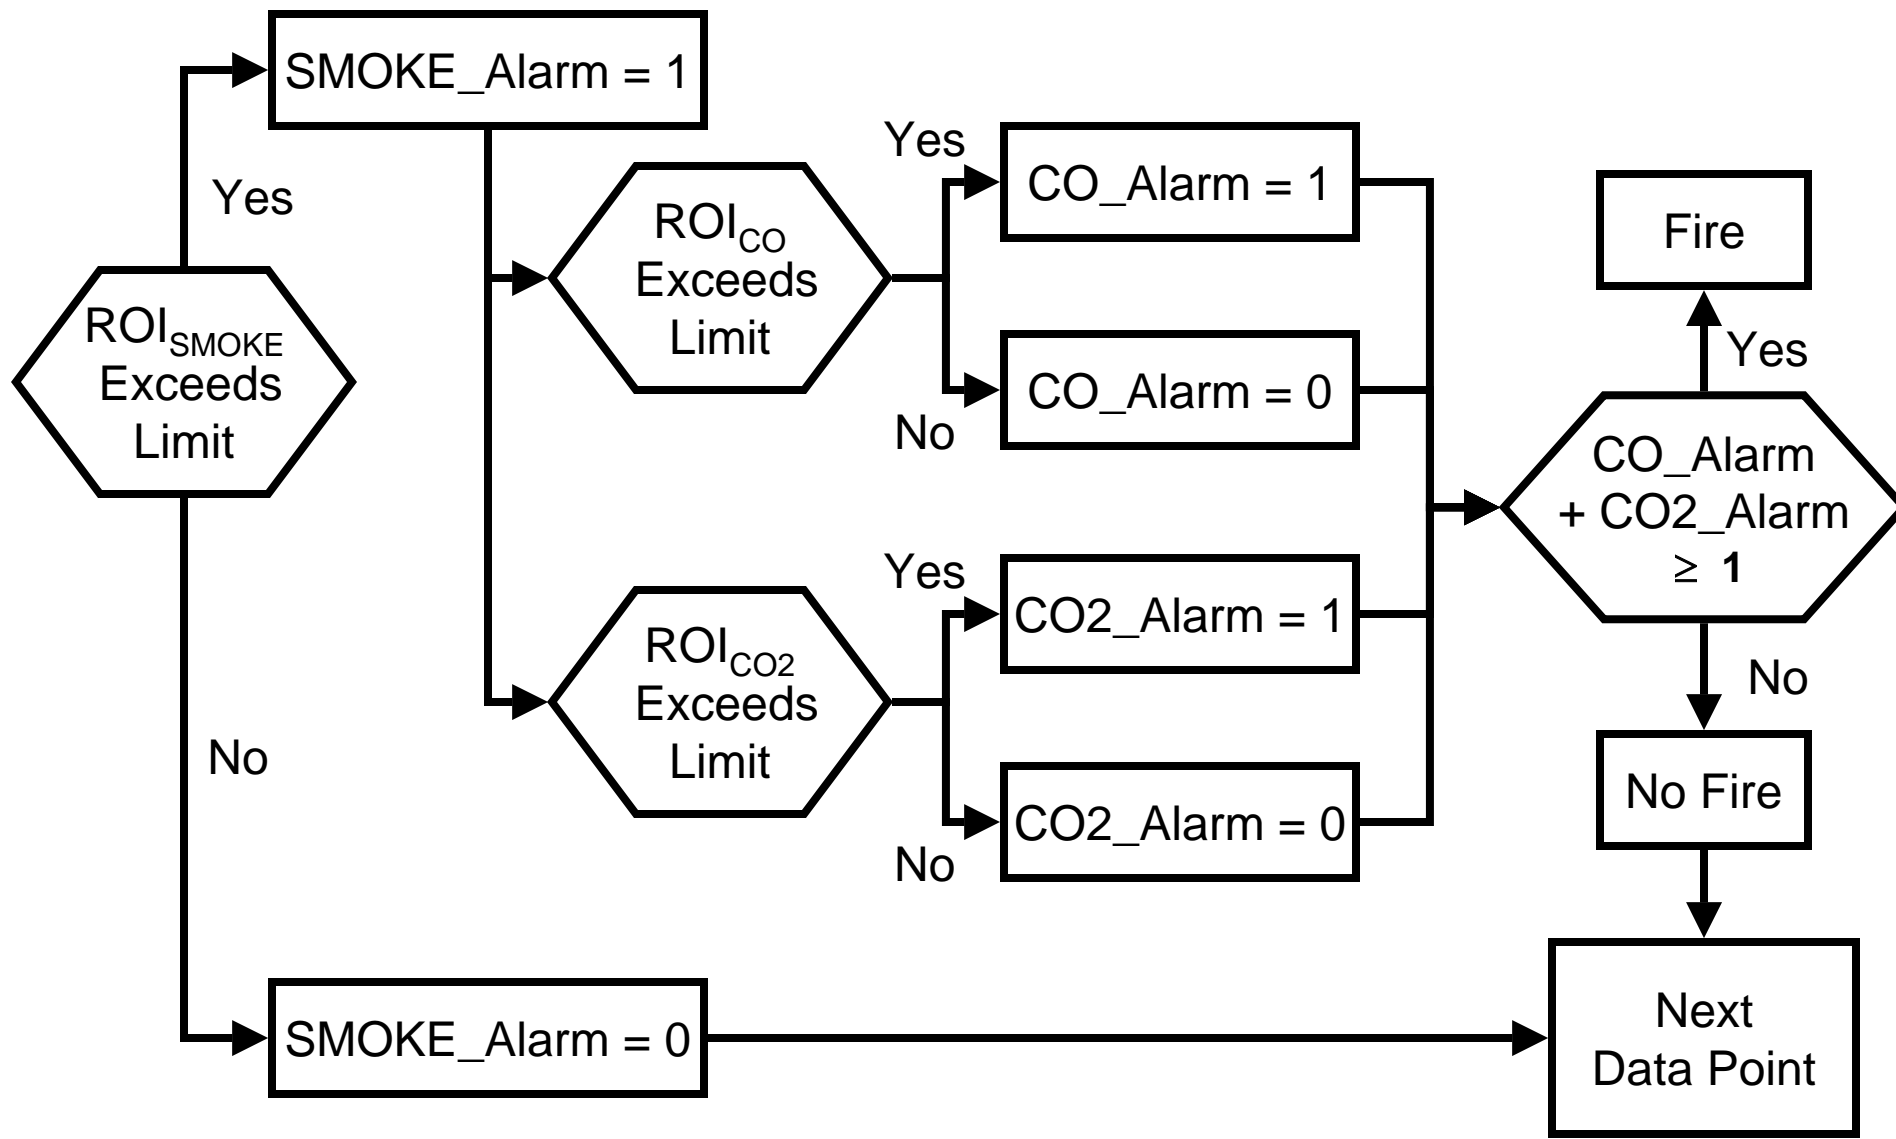 SMOKE_Alarm = 1
Yes
ROI_SMOKE
Exceeds
Limit
No
SMOKE_Alarm = 0
ROI_CO
Exceeds
Limit
Yes
CO_Alarm = 1
No
CO_Alarm = 0
ROI_CO2
Exceeds
Limit
Yes
CO2_Alarm = 1
No
CO2_Alarm = 0
CO_Alarm
+ CO2_Alarm
≥ 1
Yes
Fire
No
No Fire
Next
Data Point